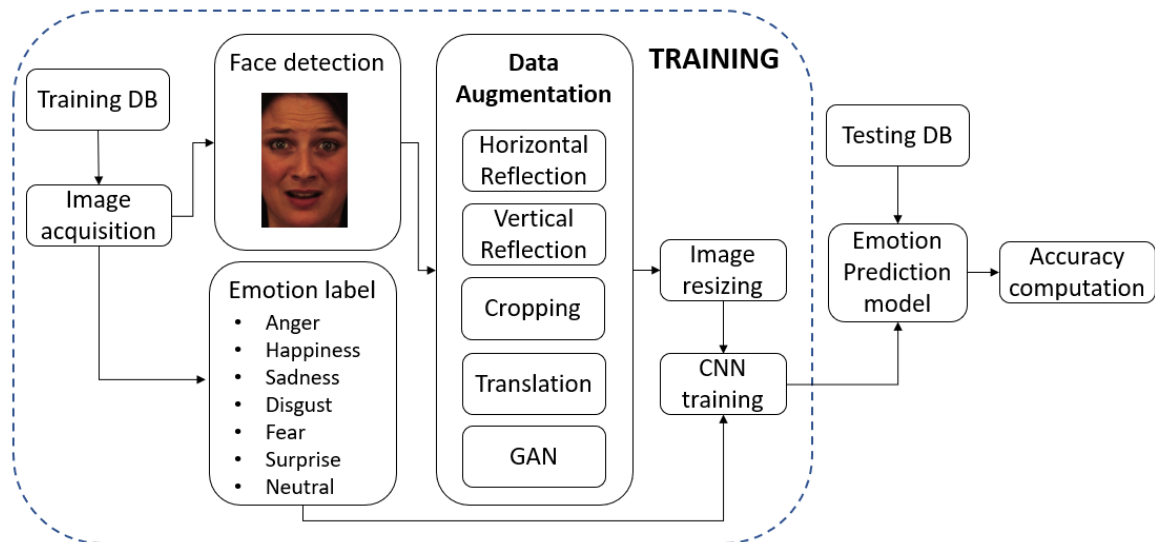 TRAINING
Training DB
Image
acquisition
Face detection
Emotion label
• Anger
• Happiness
• Sadness
• Disgust
• Fear
• Surprise
• Neutral
Data
Augmentation
Horizontal
Reflection
Vertical
Reflection
Cropping
Translation
GAN
Image
resizing
CNN
training
Testing DB
Emotion
Prediction
model
Accuracy
computation